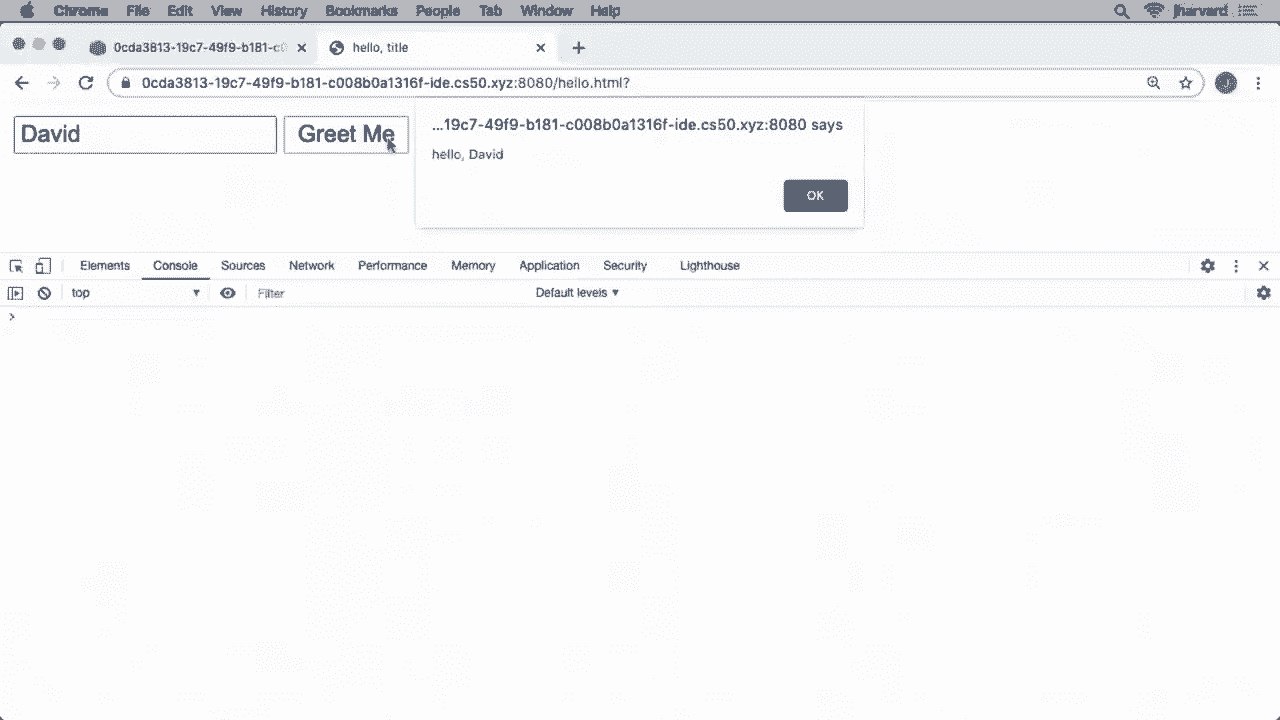 Chrome File Edit View History Bookmarks People Tab Window Help jharvard
0cda3813-19c7-49f9-b181-c0 hello, title
0cda3813-19c7-49f9-b181-c008b0a1316f-ide.cs50.xyz:8080/hello.html?
David Greet Me
...19c7-49f9-b181-c008b0a1316f-ide.cs50.xyz:8080 says
hello, David
OK
Elements Console Sources Network Performance Memory Application Security Lighthouse
top Filter Default levels